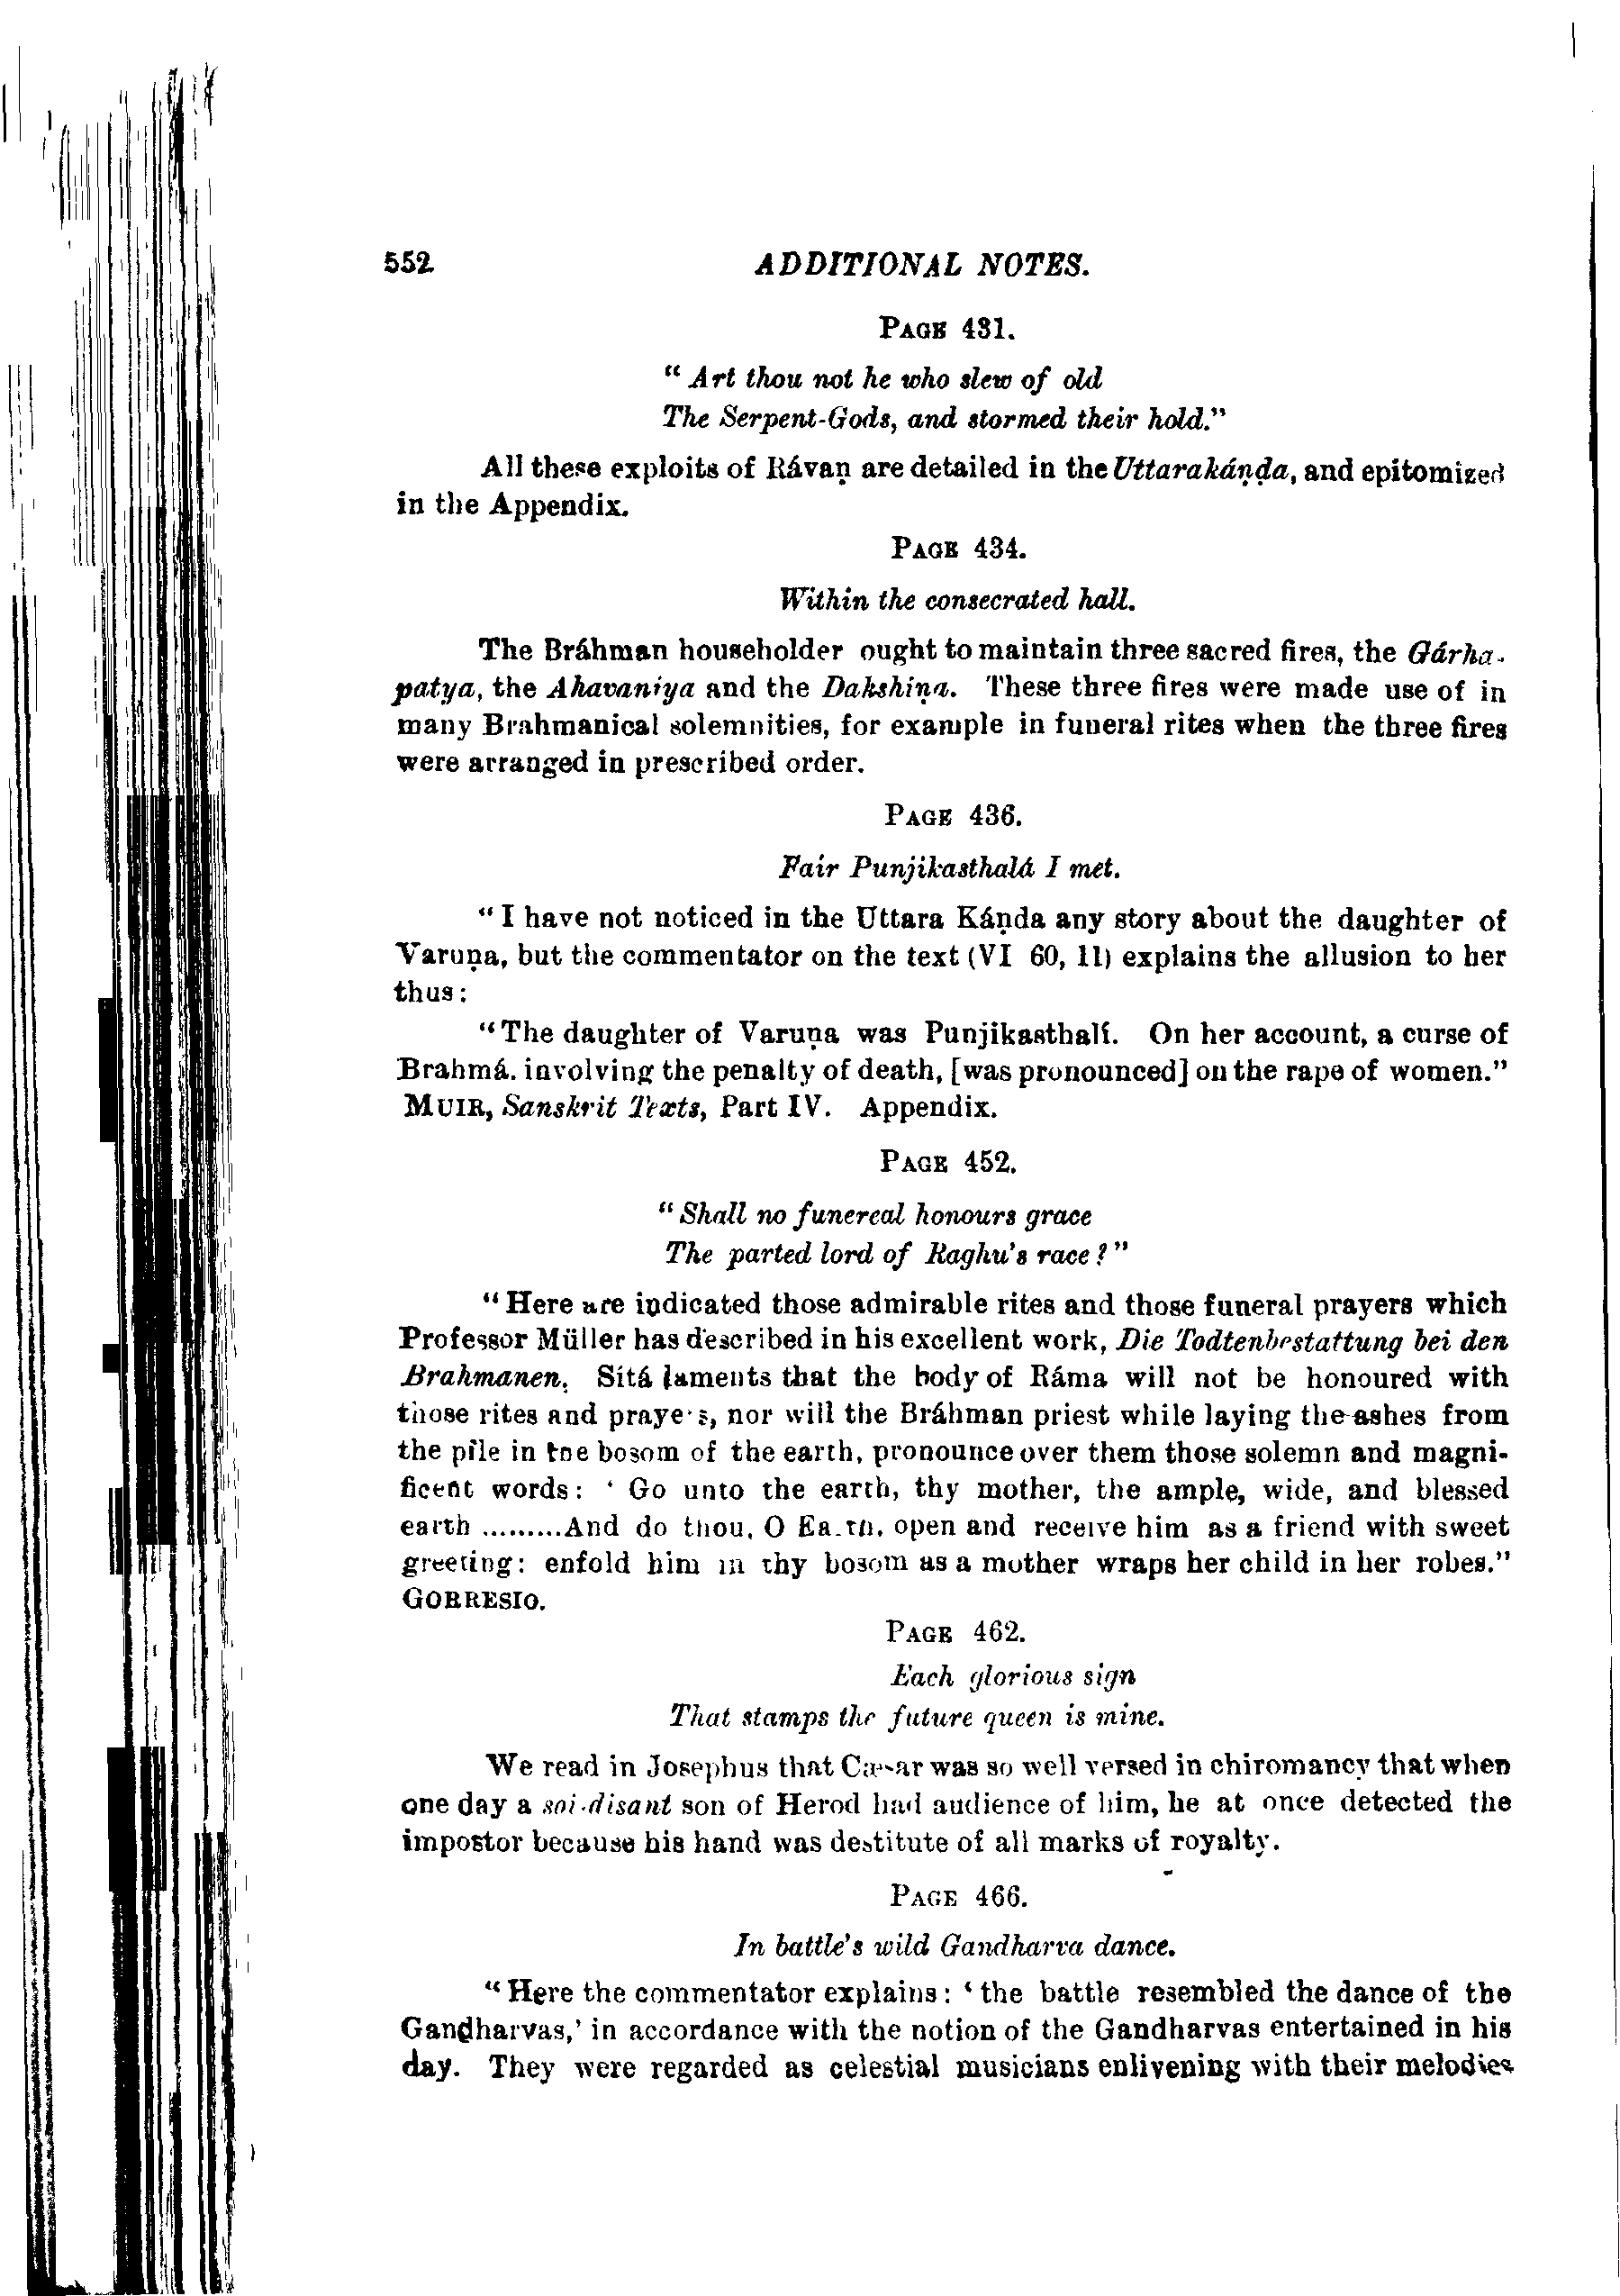 552 ADDITIONAL NOTES.
PAGE 431.
"Art thou not he who slew of old
The Serpent-Gods, and stormed their hold."
All these exploits of Rávaṇ are detailed in the Uttarakáṇḍa, and epitomized
in the Appendix.
PAGE 434.
Within the consecrated hall.
The Bráhman householder ought to maintain three sacred fires, the Gárha-
patya, the Ahavaniya and the Dakshiṇa. These three fires were made use of in
many Brahmanical solemnities, for example in funeral rites when the three fires
were arranged in prescribed order.
PAGE 436.
Fair Punjikasthalá I met.
"I have not noticed in the Uttara Káṇda any story about the daughter of
Varuṇa, but the commentator on the text (VI 60, 11) explains the allusion to her
thus:
"The daughter of Varuṇa was Punjikasthalí. On her account, a curse of
Brahmá. involving the penalty of death, [was pronounced] on the rape of women."
MUIR, Sanskrit Texts, Part IV. Appendix.
PAGE 452.
"Shall no funereal honours grace
The parted lord of Raghu's race?"
"Here are indicated those admirable rites and those funeral prayers which
Professor Müller has described in his excellent work, Die Todtenbestattung bei den
Brahmanen. Sítá laments that the body of Ráma will not be honoured with
those rites and prayers, nor will the Bráhman priest while laying the ashes from
the pile in the bosom of the earth, pronounce over them those solemn and magni-
ficent words: 'Go unto the earth, thy mother, the ample, wide, and blessed
earth .........And do thou, O Earth, open and receive him as a friend with sweet
greeting: enfold him in thy bosom as a mother wraps her child in her robes."
GORRESIO.
PAGE 462.
Each glorious sign
That stamps the future queen is mine.
We read in Josephus that Cæsar was so well versed in chiromancy that when
one day a soi-disant son of Herod had audience of him, he at once detected the
impostor because his hand was destitute of all marks of royalty.
PAGE 466.
In battle's wild Gandharva dance.
"Here the commentator explains: 'the battle resembled the dance of the
Gandharvas,' in accordance with the notion of the Gandharvas entertained in his
day. They were regarded as celestial musicians enlivening with their melodies